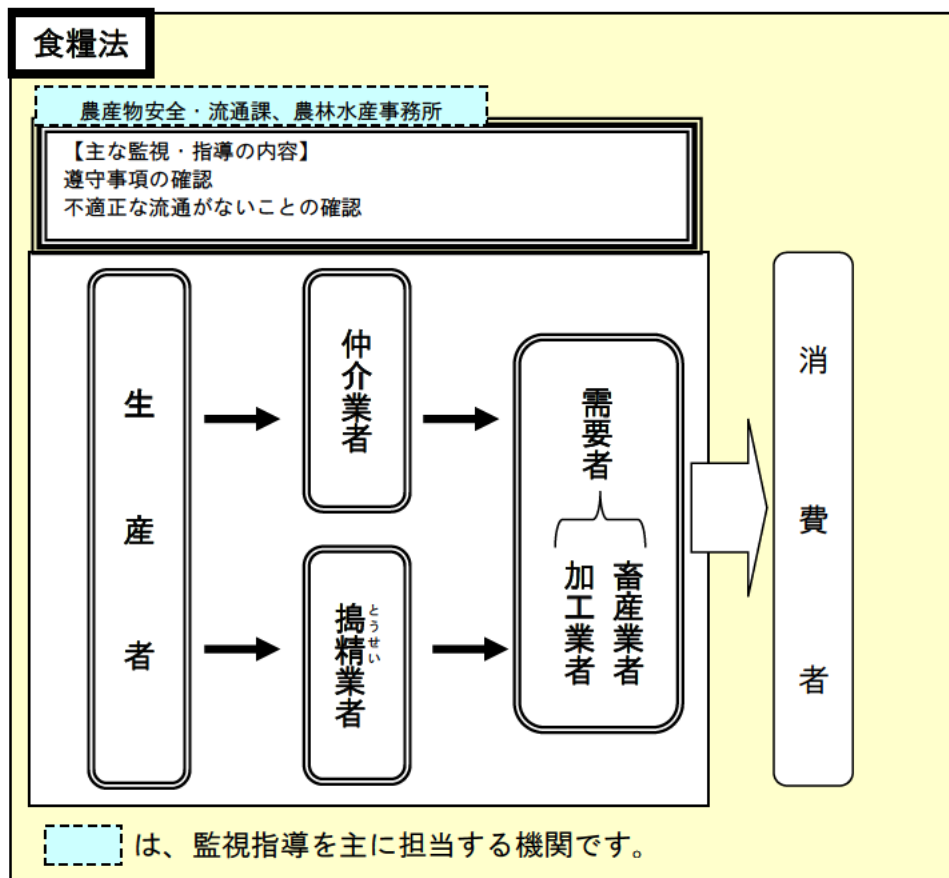 食糧法
農産物安全・流通課、農林水産事務所
【主な監視・指導の内容】
遵守事項の確認
不適正な流通がないことの確認
生産者
仲介業者
搗精業者
とうせい
需要者
畜産業者
加工業者
消費者
は、監視指導を主に担当する機関です。